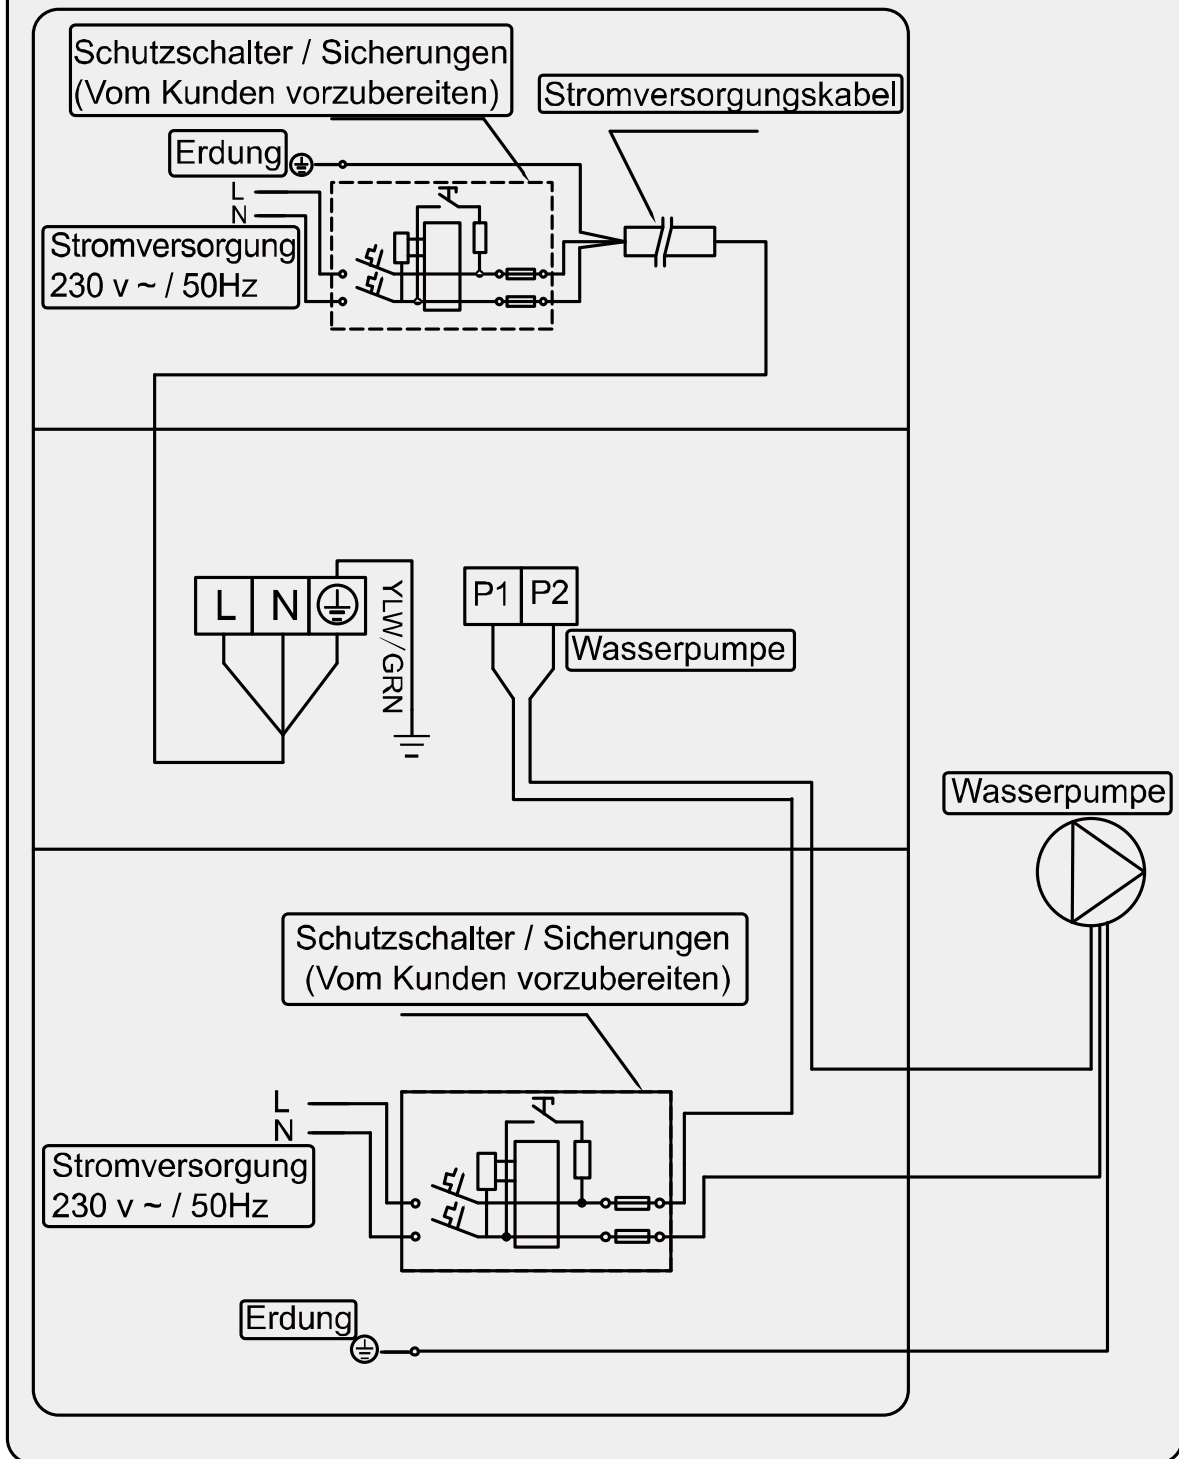 Schutzschalter / Sicherungen
(Vom Kunden vorzubereiten)
Stromversorgungskabel
Erdung
L
N
Stromversorgung
230 v ~ / 50Hz
L N
YLW/GRN
P1 P2
Wasserpumpe
Wasserpumpe
Schutzschalter / Sicherungen
(Vom Kunden vorzubereiten)
L
N
Stromversorgung
230 v ~ / 50Hz
Erdung